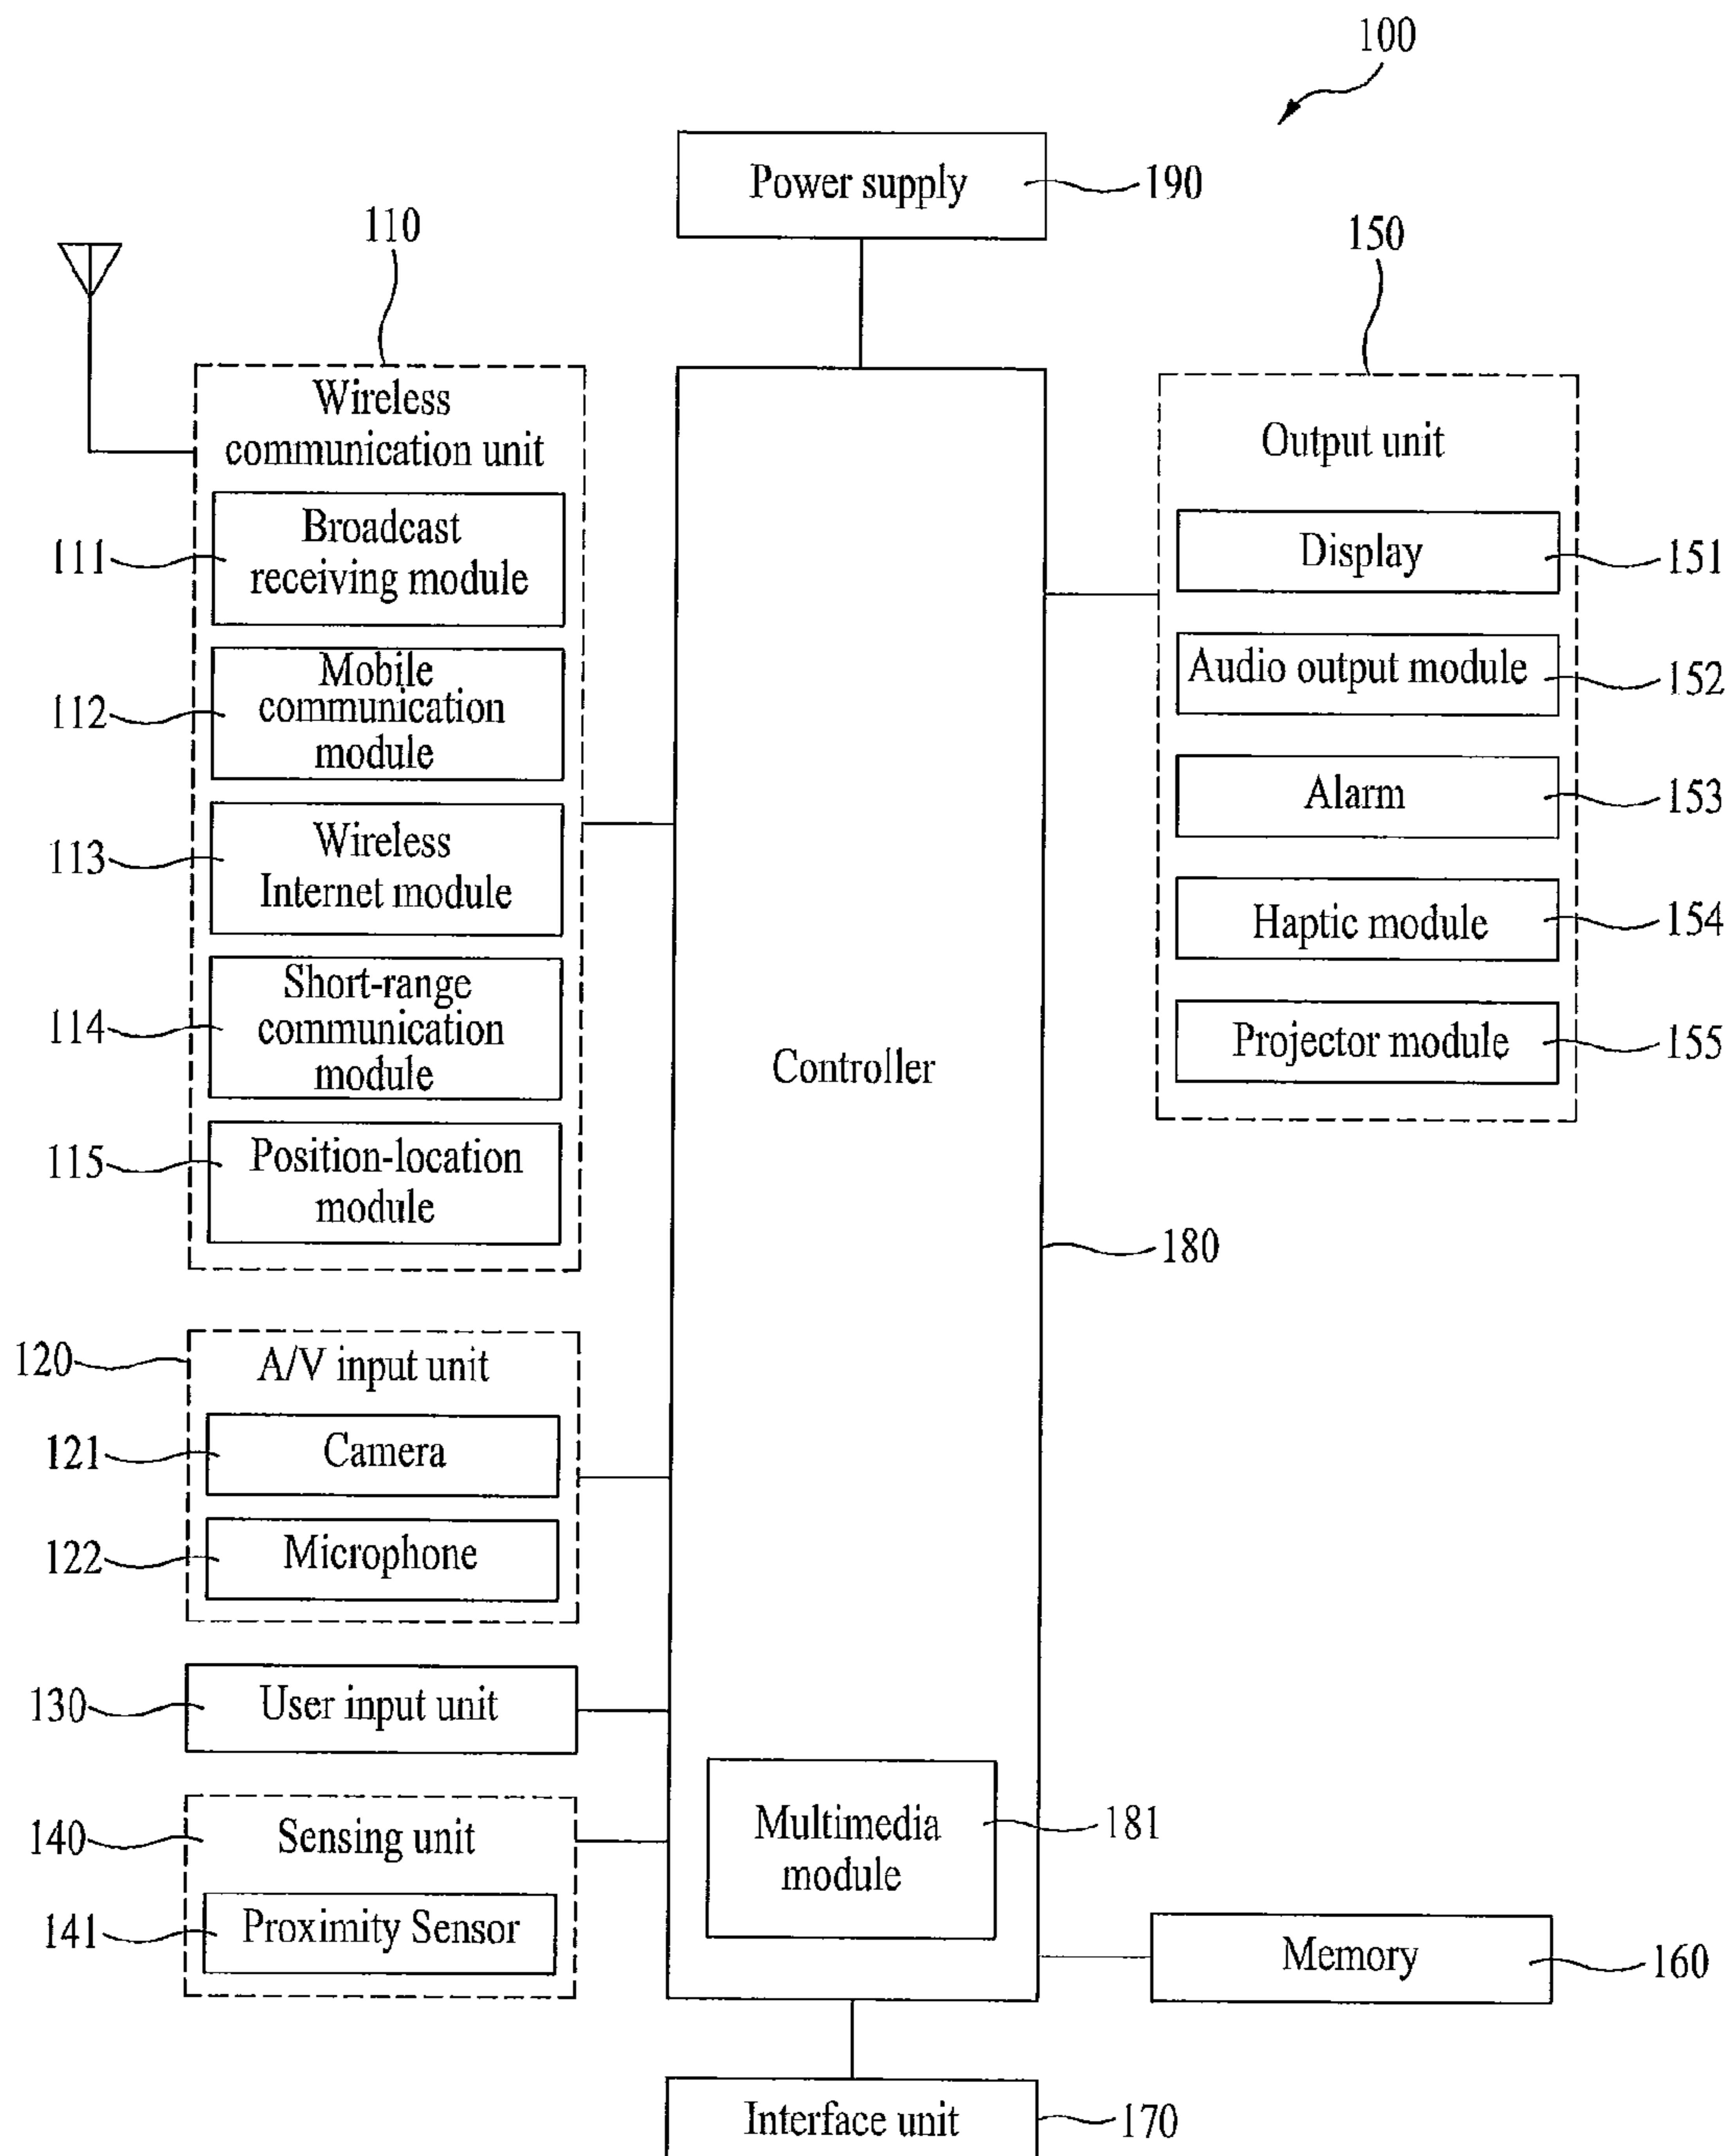 100
Power supply
190
110
Wireless
communication unit
111
Broadcast
receiving module
112
Mobile
communication
module
113
Wireless
Internet module
114
Short-range
communication
module
115
Position-location
module
120
A/V input unit
121
Camera
122
Microphone
130
User input unit
140
Sensing unit
141
Proximity Sensor
Controller
180
Multimedia
module
181
150
Output unit
Display
151
Audio output module
152
Alarm
153
Haptic module
154
Projector module
155
Memory
160
Interface unit
170